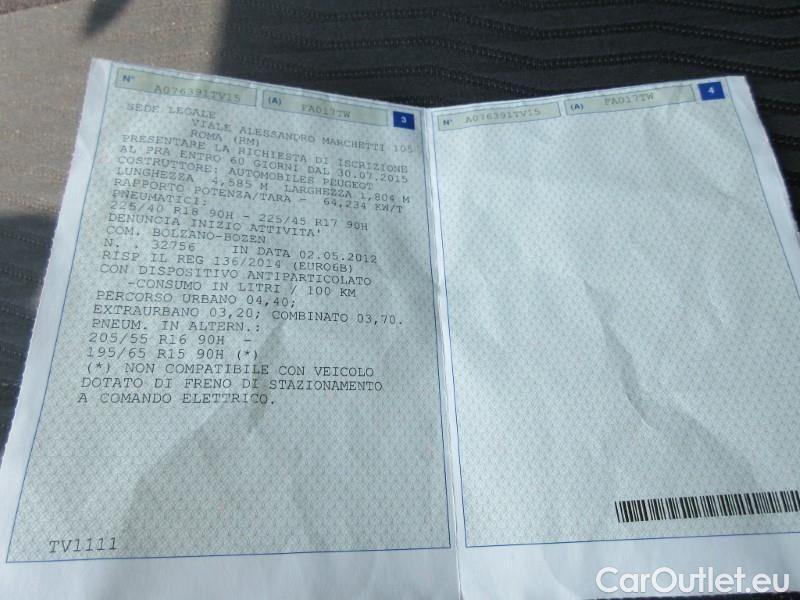 N° A076391TV15 (A) FA017TW 3
SEDE LEGALE
VIALE ALESSANDRO MARCHETTI 105
ROMA (RM)
PRESENTARE LA RICHIESTA DI ISCRIZIONE
AL PRA ENTRO 60 GIORNI DAL 30.07.2015
COSTRUTTORE: AUTOMOBILES PEUGEOT
LUNGHEZZA 4,585 M LARGHEZZA 1,804 M
RAPPORTO POTENZA/TARA - 64,234 KW/T
PNEUMATICI:
225/40 R18 90H - 225/45 R17 90H
DENUNCIA INIZIO ATTIVITA'
COM. BOLZANO-BOZEN
N. . 32756 IN DATA 02.05.2012
RISP IL REG 136/2014 (EURO6B)
CON DISPOSITIVO ANTIPARTICOLATO
-CONSUMO IN LITRI / 100 KM
PERCORSO URBANO 04,40;
EXTRAURBANO 03,20; COMBINATO 03,70.
PNEUM. IN ALTERN.:
205/55 R16 90H -
195/65 R15 90H (*)
(*) NON COMPATIBILE CON VEICOLO
DOTATO DI FRENO DI STAZIONAMENTO
A COMANDO ELETTRICO.
TV1111
N° A076391TV15 (A) FA017TW 4
CarOutlet.eu